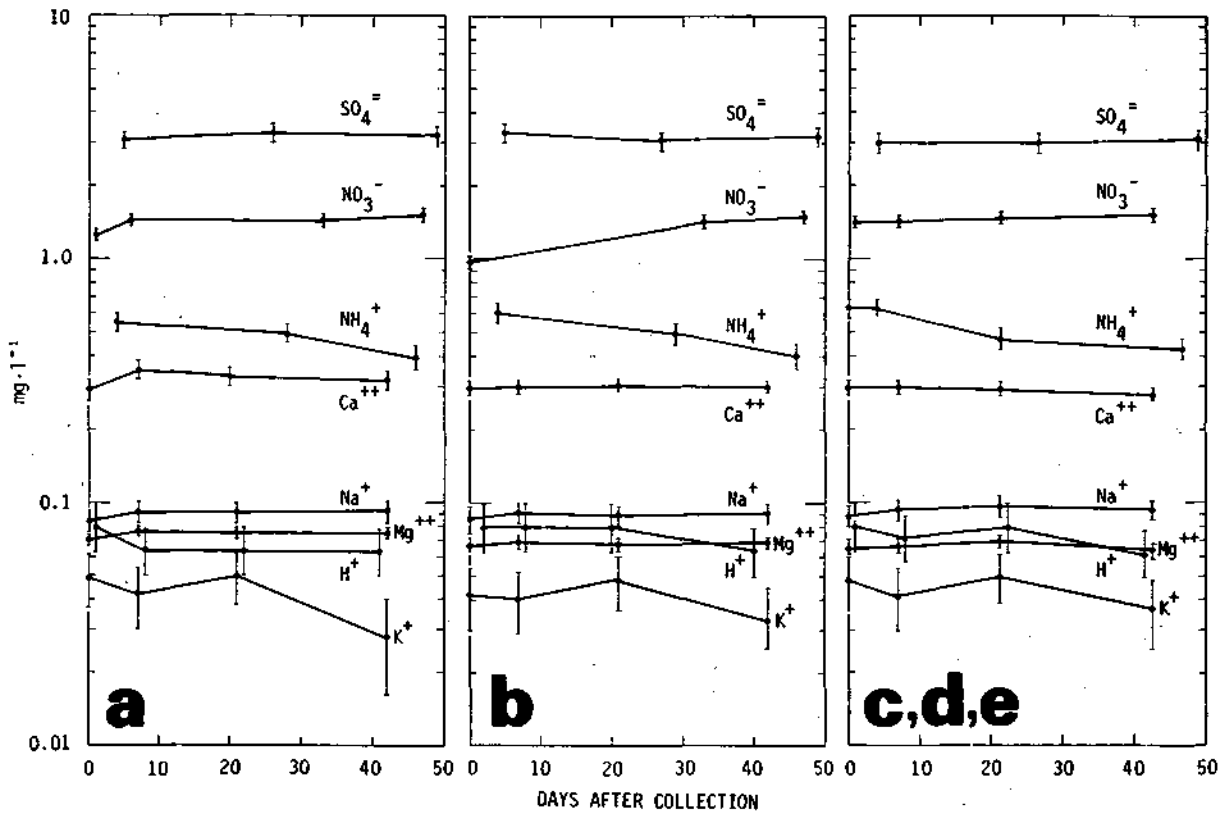 10
1.0
0.1
0.01
mg·l⁻¹
SO₄⁼
NO₃⁻
NH₄⁺
Ca⁺⁺
Na⁺
Mg⁺⁺
H⁺
K⁺
a
0 10 20 30 40 50
SO₄⁼
NO₃⁻
NH₄⁺
Ca⁺⁺
Na⁺
Mg⁺⁺
H⁺
K⁺
b
0 10 20 30 40 50
SO₄⁼
NO₃⁻
NH₄⁺
Ca⁺⁺
Na⁺
Mg⁺⁺
H⁺
K⁺
c,d,e
0 10 20 30 40 50
DAYS AFTER COLLECTION